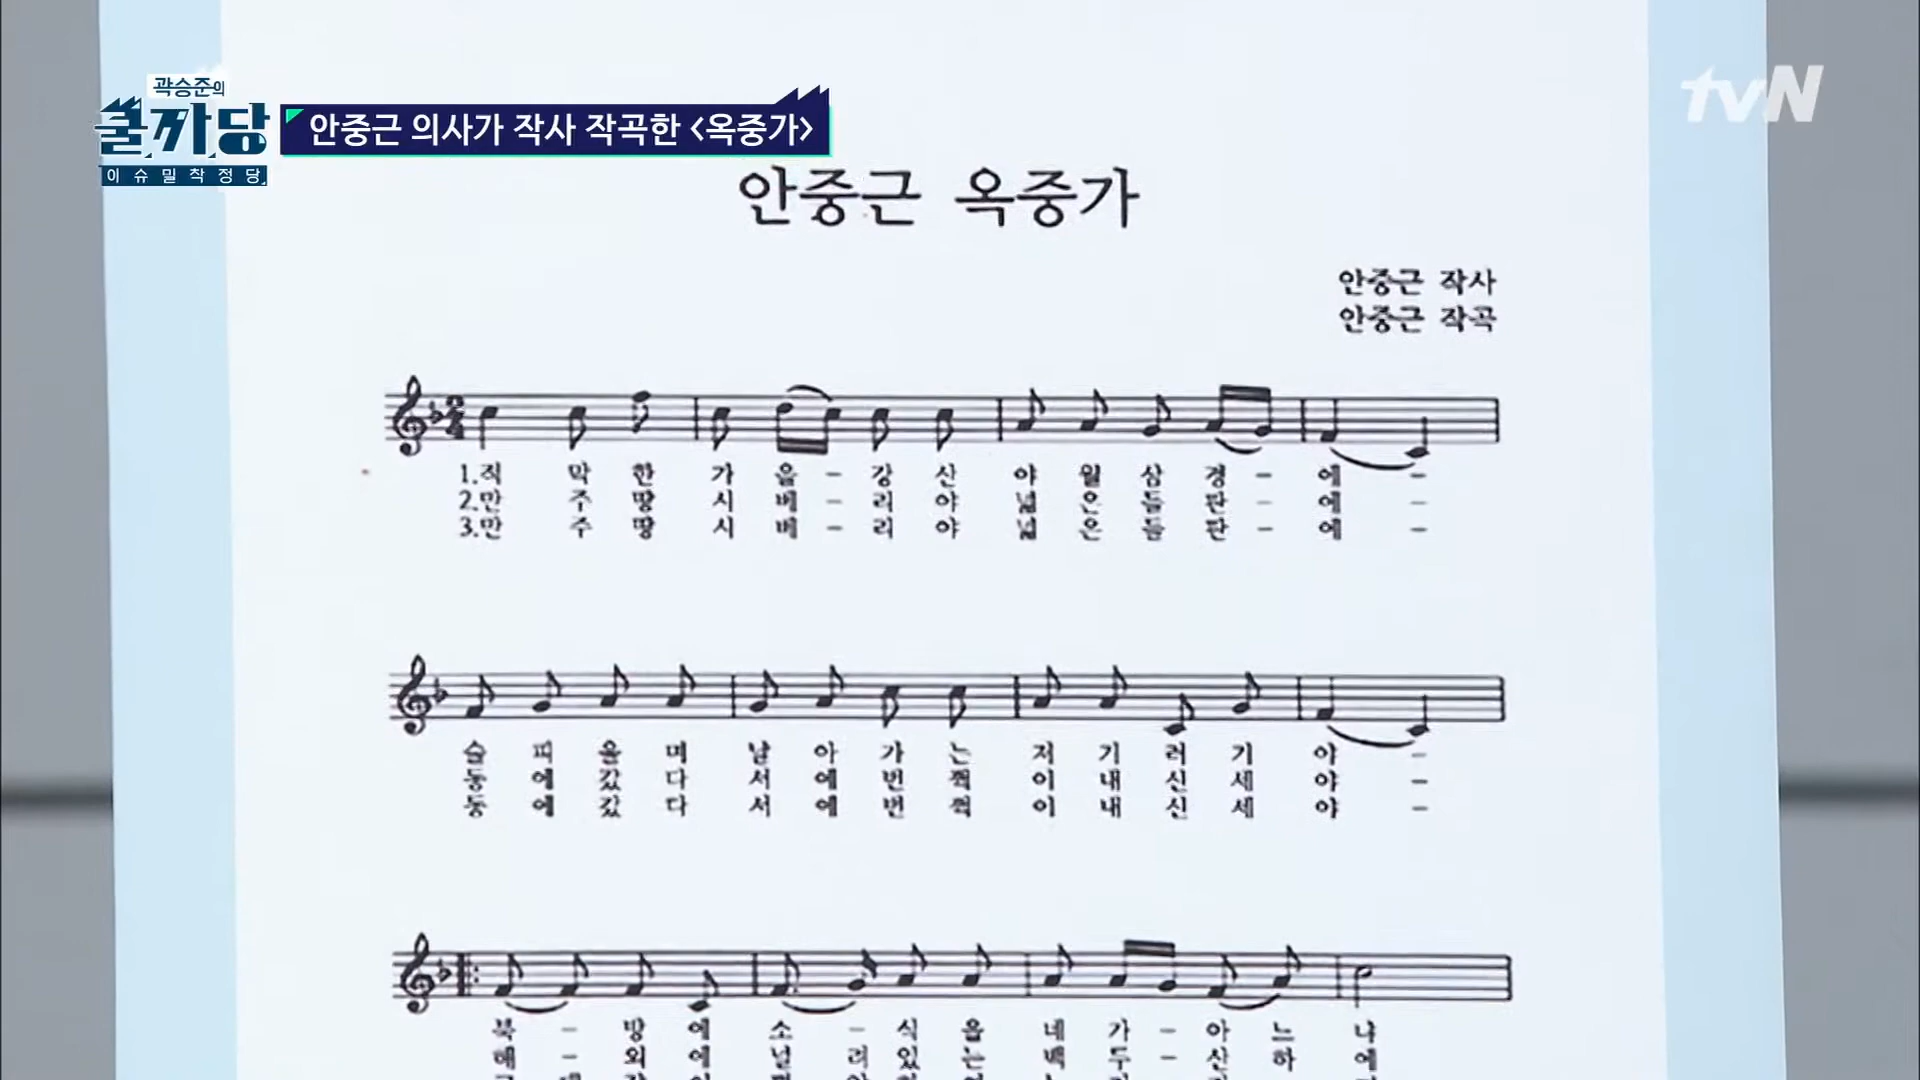 곽승준의
쿨까당
이슈밀착정당
안중근 의사가 작사 작곡한 <옥중가>
tvN
안중근 옥중가
안중근 작사
안중근 작곡
2/4
1.적 막 한 가 을 - 강 산 야 월 삼 경 - 에 -
2.만 주 땅 시 베 - 리 아 넓 은 들 판 - 에 -
3.만 주 땅 시 베 - 리 아 넓 은 들 판 - 에 -
슬 피 울 며 날 아 가 는 저 기 러 기 야 -
동 에 갔 다 서 에 번 쩍 이 내 신 세 야 -
동 에 갔 다 서 에 번 쩍 이 내 신 세 야 -
북 - 방 에 소 - 식 을 네 가 - 아 느 냐
해 - 외 에 널 려 있 는 백 두 - 산 하 에